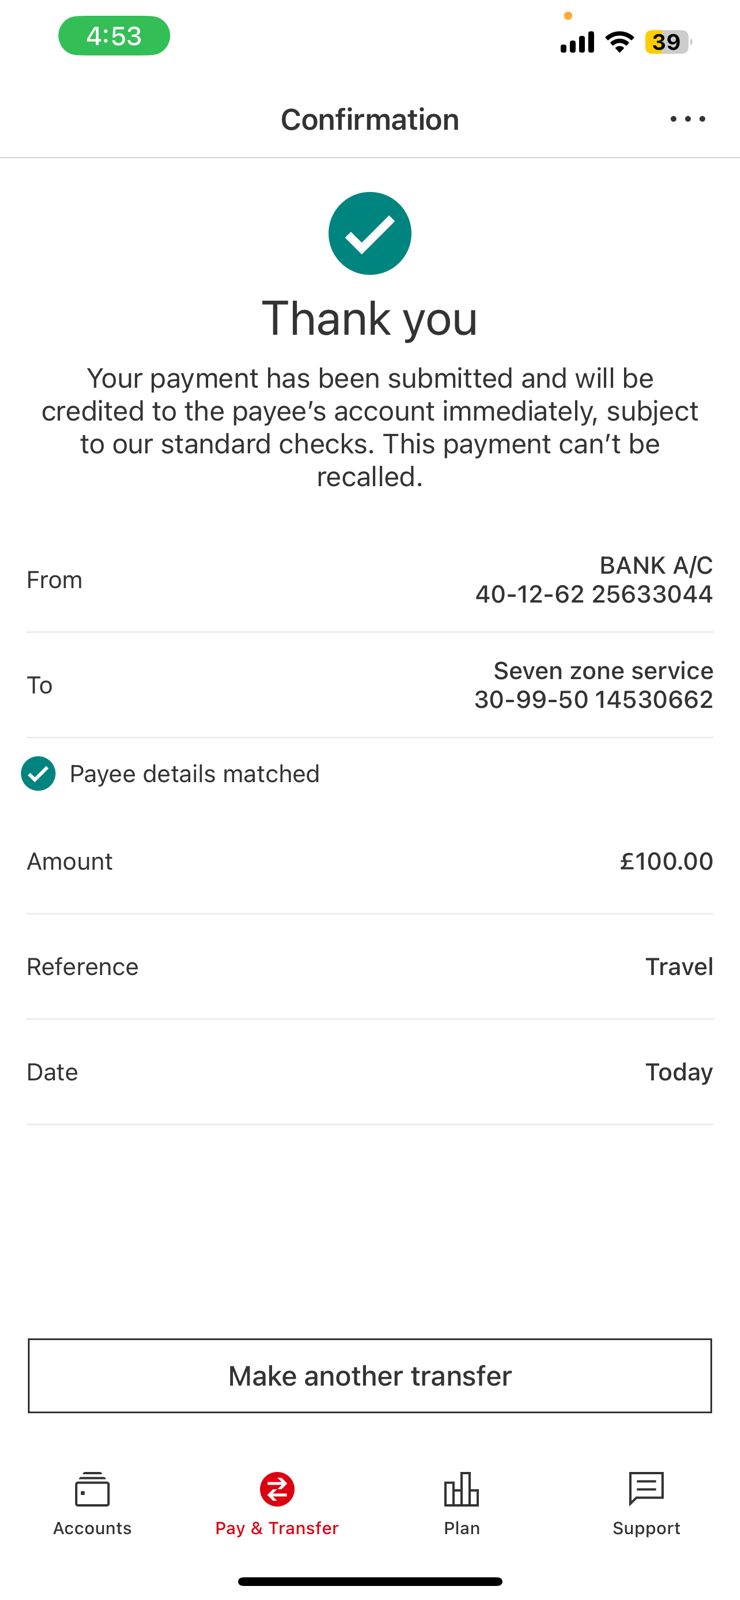 4:53
39
Confirmation
Thank you
Your payment has been submitted and will be
credited to the payee’s account immediately, subject
to our standard checks. This payment can’t be
recalled.
From
BANK A/C
40-12-62 25633044
To
Seven zone service
30-99-50 14530662
Payee details matched
Amount
£100.00
Reference
Travel
Date
Today
Make another transfer
Accounts
Pay & Transfer
Plan
Support